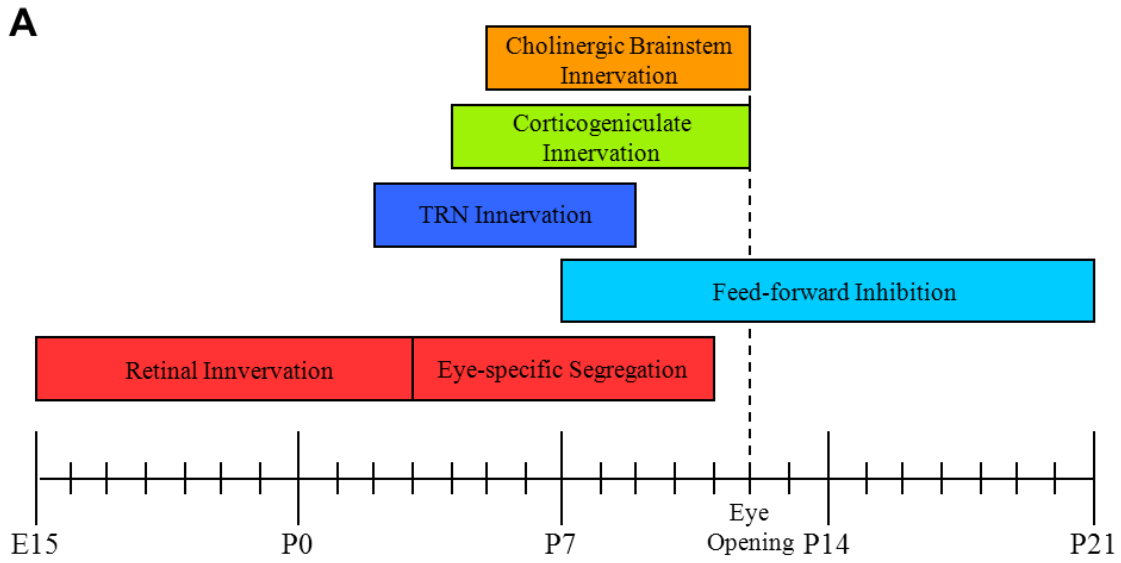 A
Cholinergic Brainstem
Innervation
Corticogeniculate
Innervation
TRN Innervation
Feed-forward Inhibition
Retinal Innvervation
Eye-specific Segregation
E15
P0
P7
Eye
Opening
P14
P21